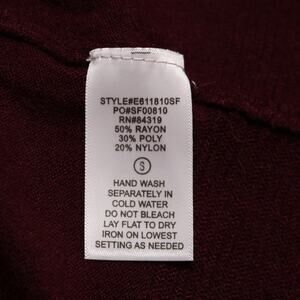 STYLE#E611810SF
PO#SF00810
RN#84319
50% RAYON
30% POLY
20% NYLON
S
HAND WASH
SEPARATELY IN
COLD WATER
DO NOT BLEACH
LAY FLAT TO DRY
IRON ON LOWEST
SETTING AS NEEDED